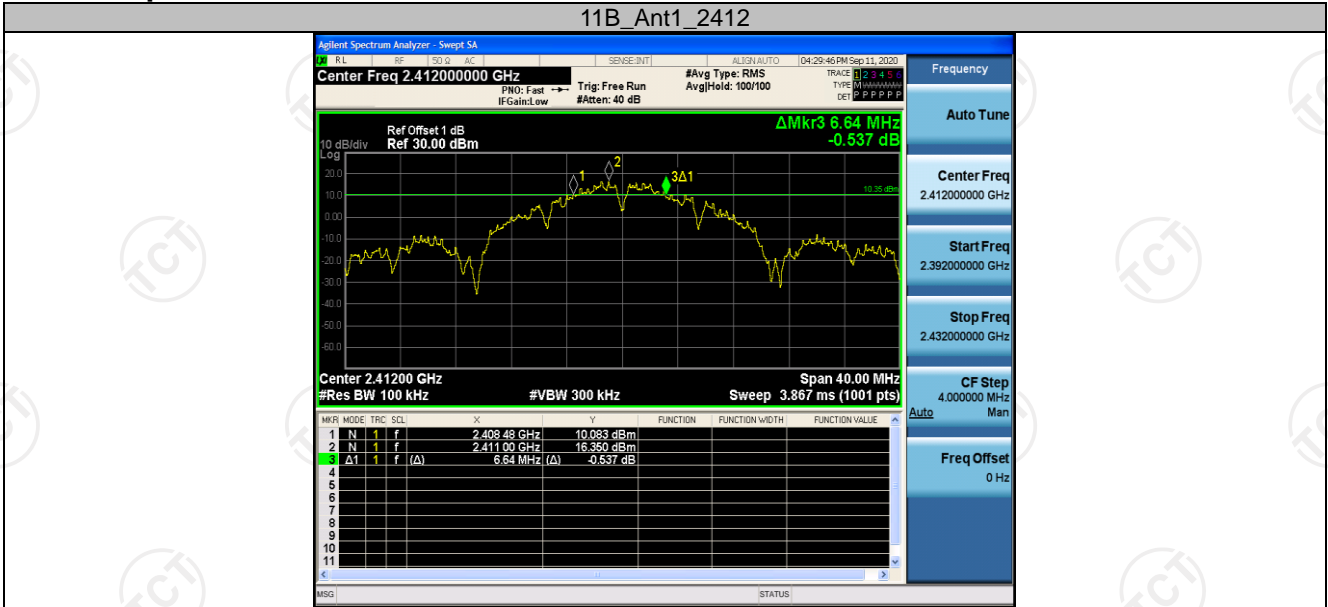 11B_Ant1_2412
Agilent Spectrum Analyzer - Swept SA
RL RF 50 Ω AC SENSE:INT ALIGN AUTO 04:29:46 PM Sep 11, 2020
Center Freq 2.412000000 GHz
PNO: Fast
IFGain:Low
Trig: Free Run
#Atten: 40 dB
#Avg Type: RMS
Avg|Hold: 100/100
TRACE 1 2 3 4 5 6
TYPE M
DET P P P P P P
Frequency
Auto Tune
Center Freq
2.412000000 GHz
Start Freq
2.392000000 GHz
Stop Freq
2.432000000 GHz
CF Step
4.000000 MHz
Auto Man
Freq Offset
0 Hz
ΔMkr3 6.64 MHz
-0.537 dB
Ref Offset 1 dB
10 dB/div Ref 30.00 dBm
Log
20.0
10.0
0.00
-10.0
-20.0
-30.0
-40.0
-50.0
-60.0
1
2
3Δ1
10.35 dBm
Center 2.41200 GHz Span 40.00 MHz
#Res BW 100 kHz #VBW 300 kHz Sweep 3.867 ms (1001 pts)
MKR MODE TRC SCL X Y FUNCTION FUNCTION WIDTH FUNCTION VALUE
1 N 1 f 2.408 48 GHz 10.083 dBm
2 N 1 f 2.411 00 GHz 16.350 dBm
3 Δ1 1 f (Δ) 6.64 MHz (Δ) -0.537 dB
4
5
6
7
8
9
10
11
MSG STATUS
TCT
TCT
TCT
TCT
TCT
TCT
TCT
TCT